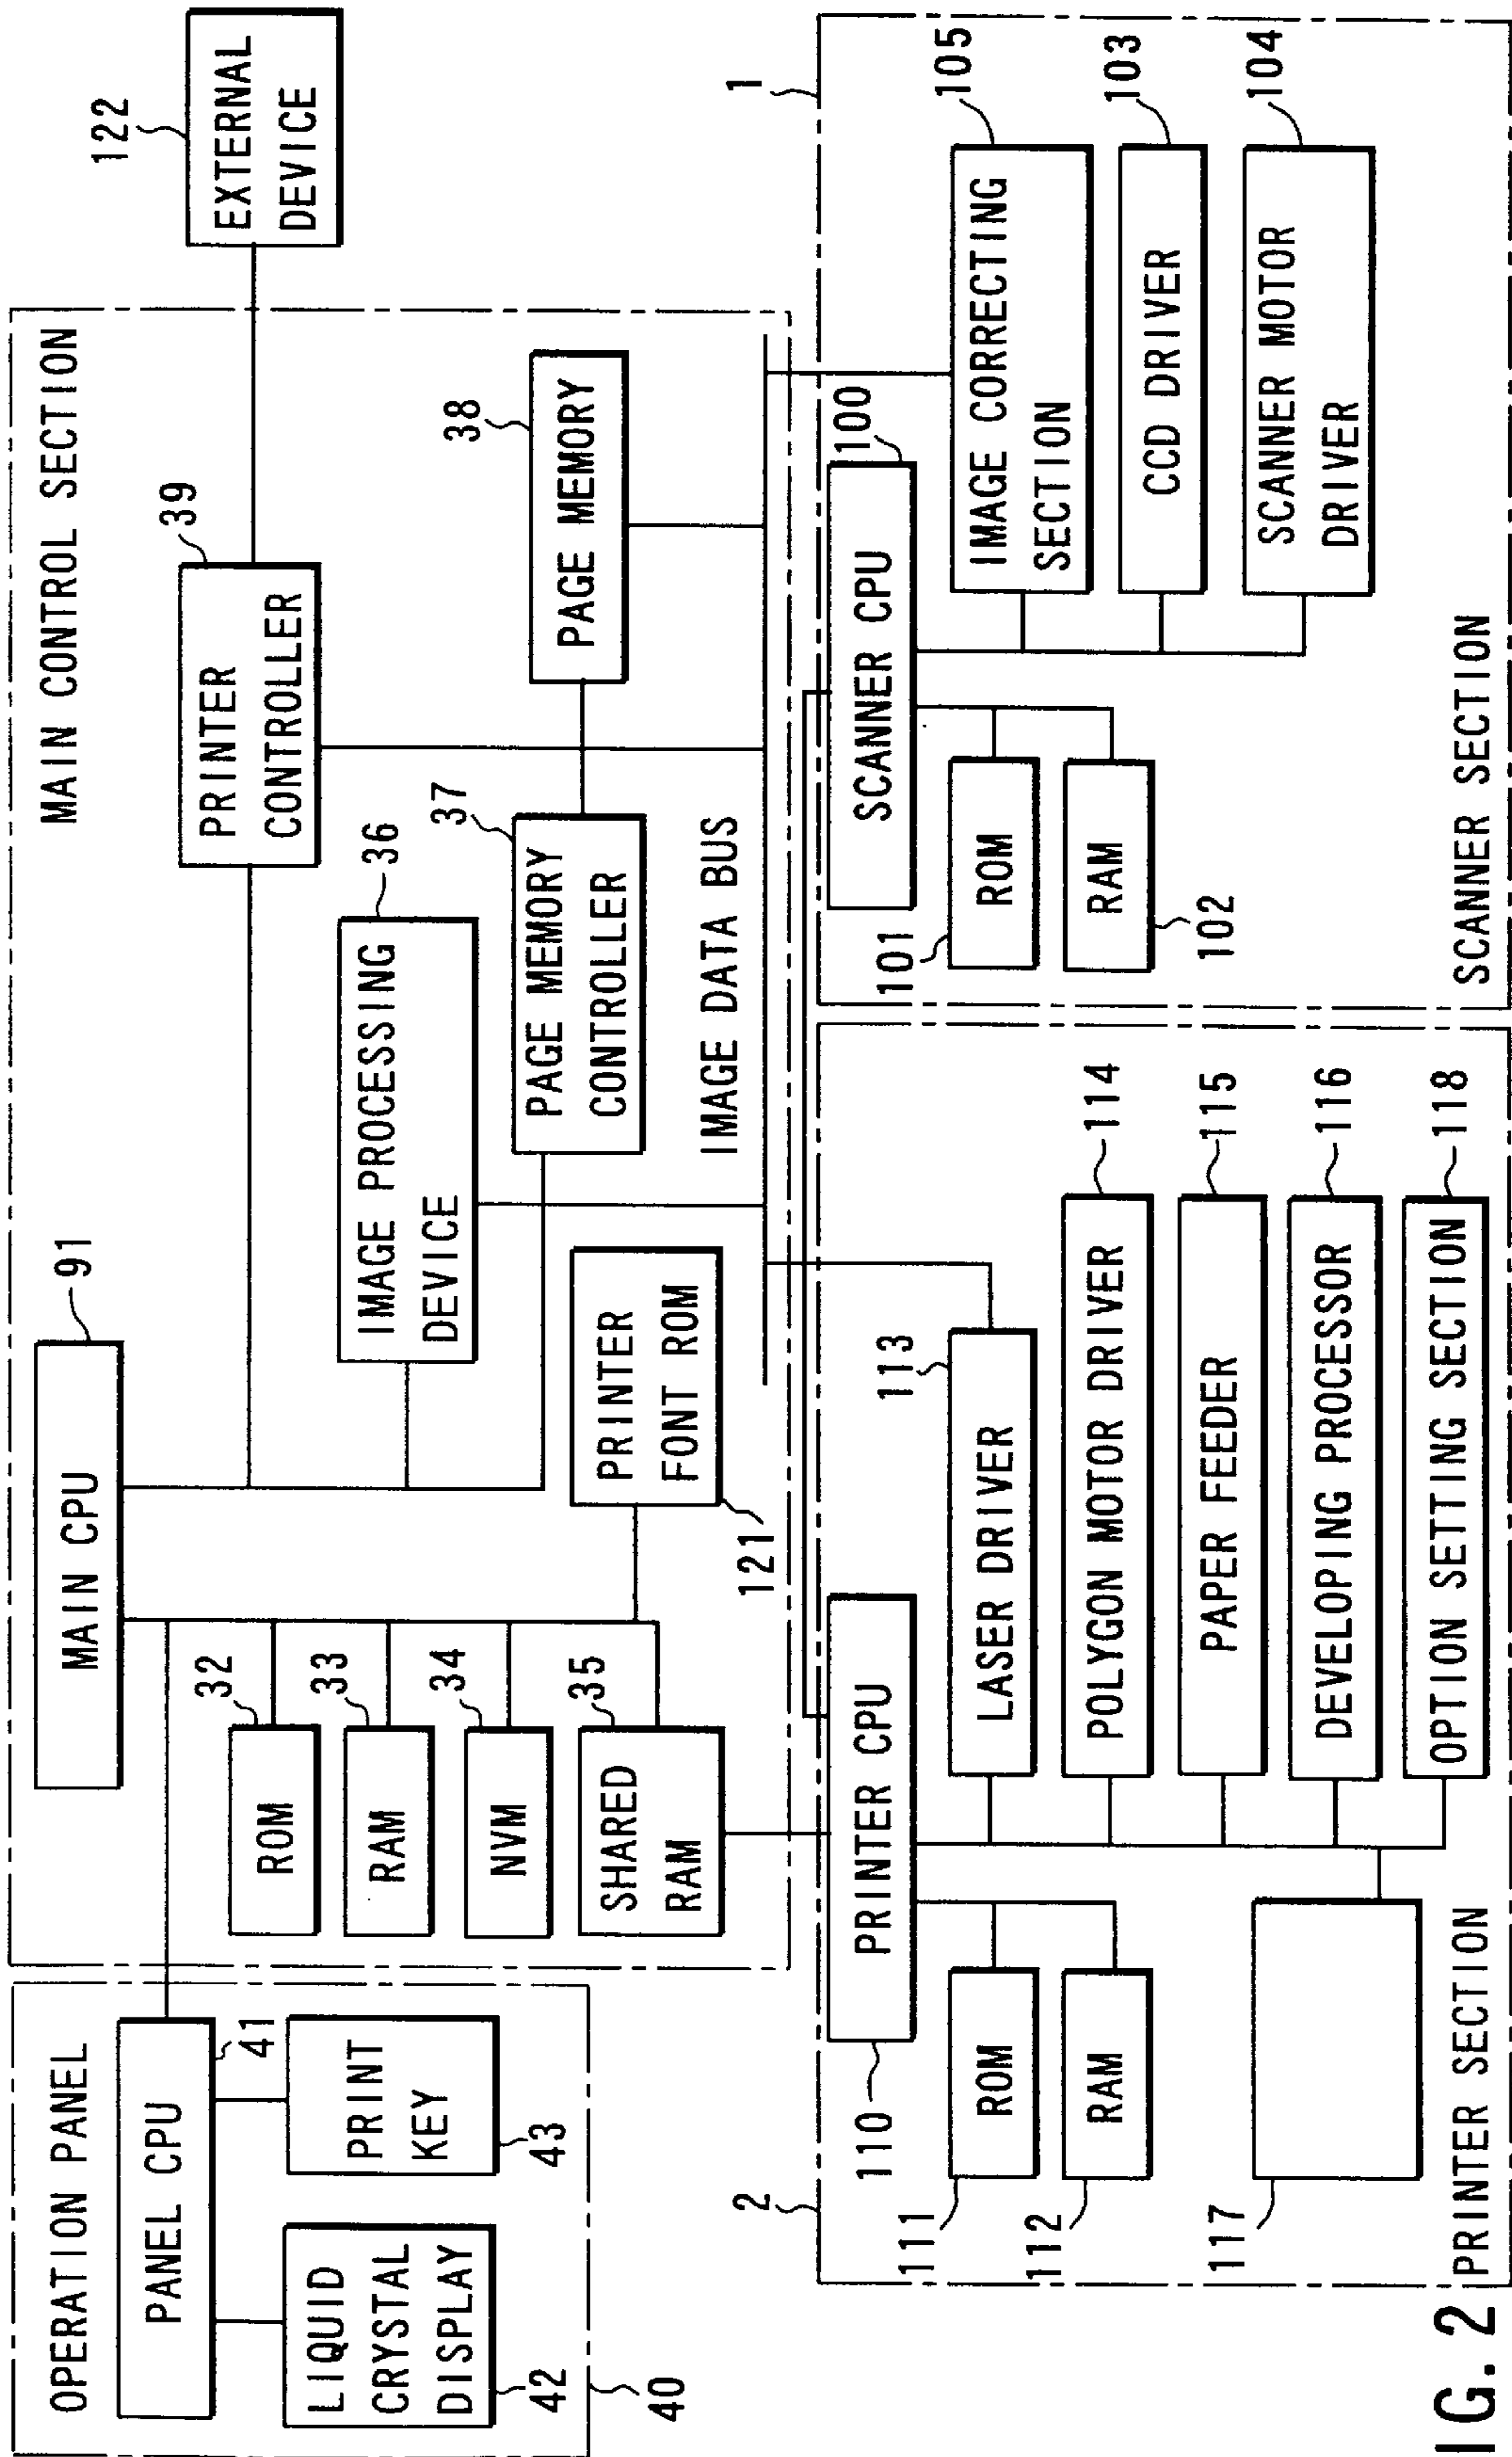 OPERATION PANEL
PANEL CPU
41
LIQUID
CRYSTAL
DISPLAY
42
PRINT
KEY
43
40
MAIN CONTROL SECTION
MAIN CPU
91
ROM
32
RAM
33
NVM
34
SHARED
RAM
35
PRINTER
FONT ROM
121
IMAGE PROCESSING
DEVICE
36
PAGE MEMORY
CONTROLLER
37
PAGE MEMORY
38
PRINTER
CONTROLLER
39
IMAGE DATA BUS
EXTERNAL
DEVICE
122
2
PRINTER CPU
110
ROM
111
RAM
112
117
LASER DRIVER
113
POLYGON MOTOR DRIVER
114
PAPER FEEDER
115
DEVELOPING PROCESSOR
116
OPTION SETTING SECTION
118
PRINTER SECTION
1
SCANNER CPU
100
ROM
101
RAM
102
IMAGE CORRECTING
SECTION
105
CCD DRIVER
103
SCANNER MOTOR
DRIVER
104
SCANNER SECTION
IG. 2